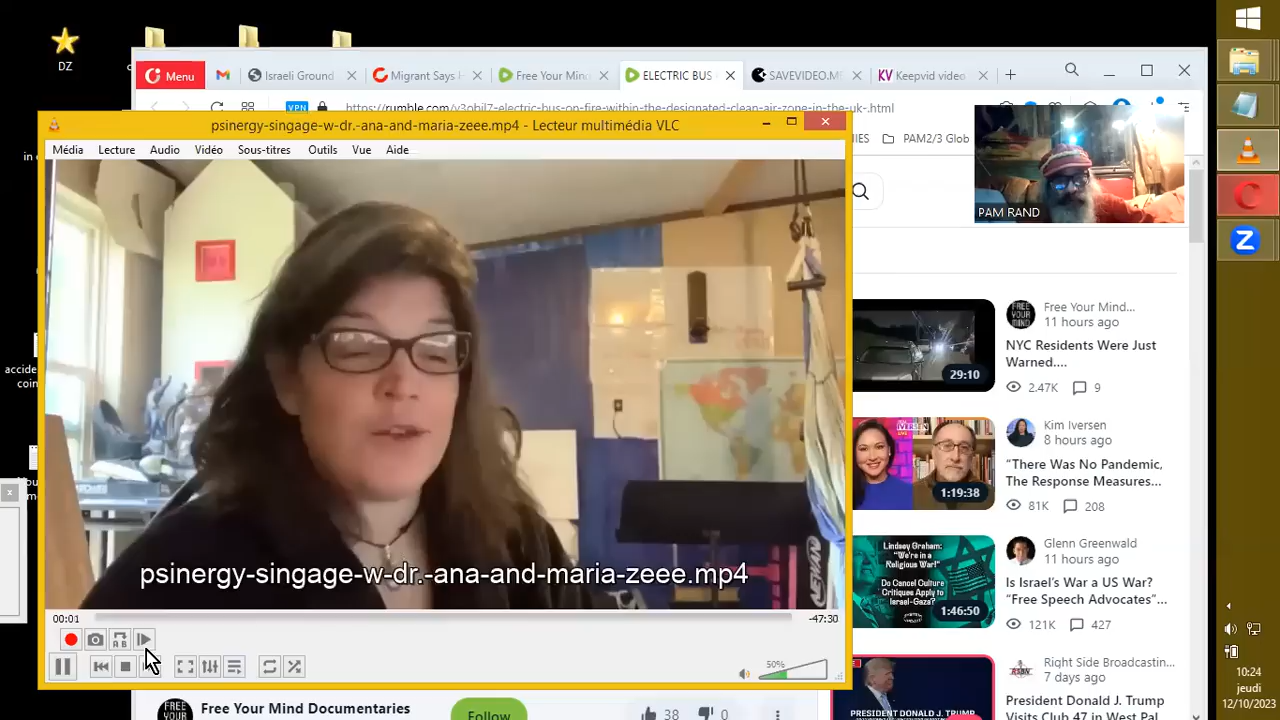 DZ
Menu
Israeli Ground
Migrant Says I
Free Your Mind
ELECTRIC BUS
SAVEVIDEO.ME
Keepvid video
VPN
https://rumble.com/v3ohil7-electric-bus-on-fire-within-the-designated-clean-air-zone-in-the-uk-.html
PAM2/3 Glob
psinergy-singage-w-dr.-ana-and-maria-zeee.mp4 - Lecteur multimédia VLC
Média Lecture Audio Vidéo Sous-titres Outils Vue Aide
PAM RAND
psinergy-singage-w-dr.-ana-and-maria-zeee.mp4
00:01
-47:30
50%
29:10
Free Your Mind...
11 hours ago
NYC Residents Were Just
Warned....
2.47K 9
LIVE
1:19:38
Kim Iversen
8 hours ago
“There Was No Pandemic,
The Response Measures...
81K 208
Lindsey Graham:
“We’re in a
Religious War!”
Do Cancel Culture
Critiques Apply to
Israel-Gaza?
1:46:50
Glenn Greenwald
11 hours ago
Is Israel’s War a US War?
“Free Speech Advocates”...
121K 427
RSBN
Right Side Broadcastin...
7 days ago
President Donald J. Trump
Visits Club 47 in West Pal
FREE
YOUR
MIND
Free Your Mind Documentaries
Follow
38 0
10:24
jeudi
12/10/2023